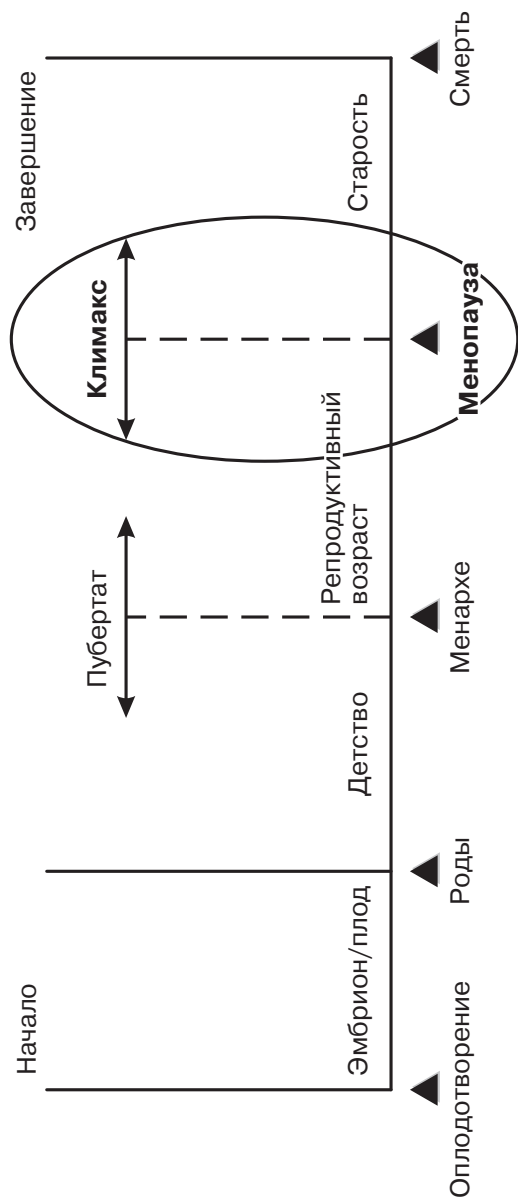 Начало
Завершение
Пубертат
Климакс
Эмбрион/плод
Детство
Репродуктивный
возраст
Старость
Оплодотворение
Роды
Менархе
Менопауза
Смерть